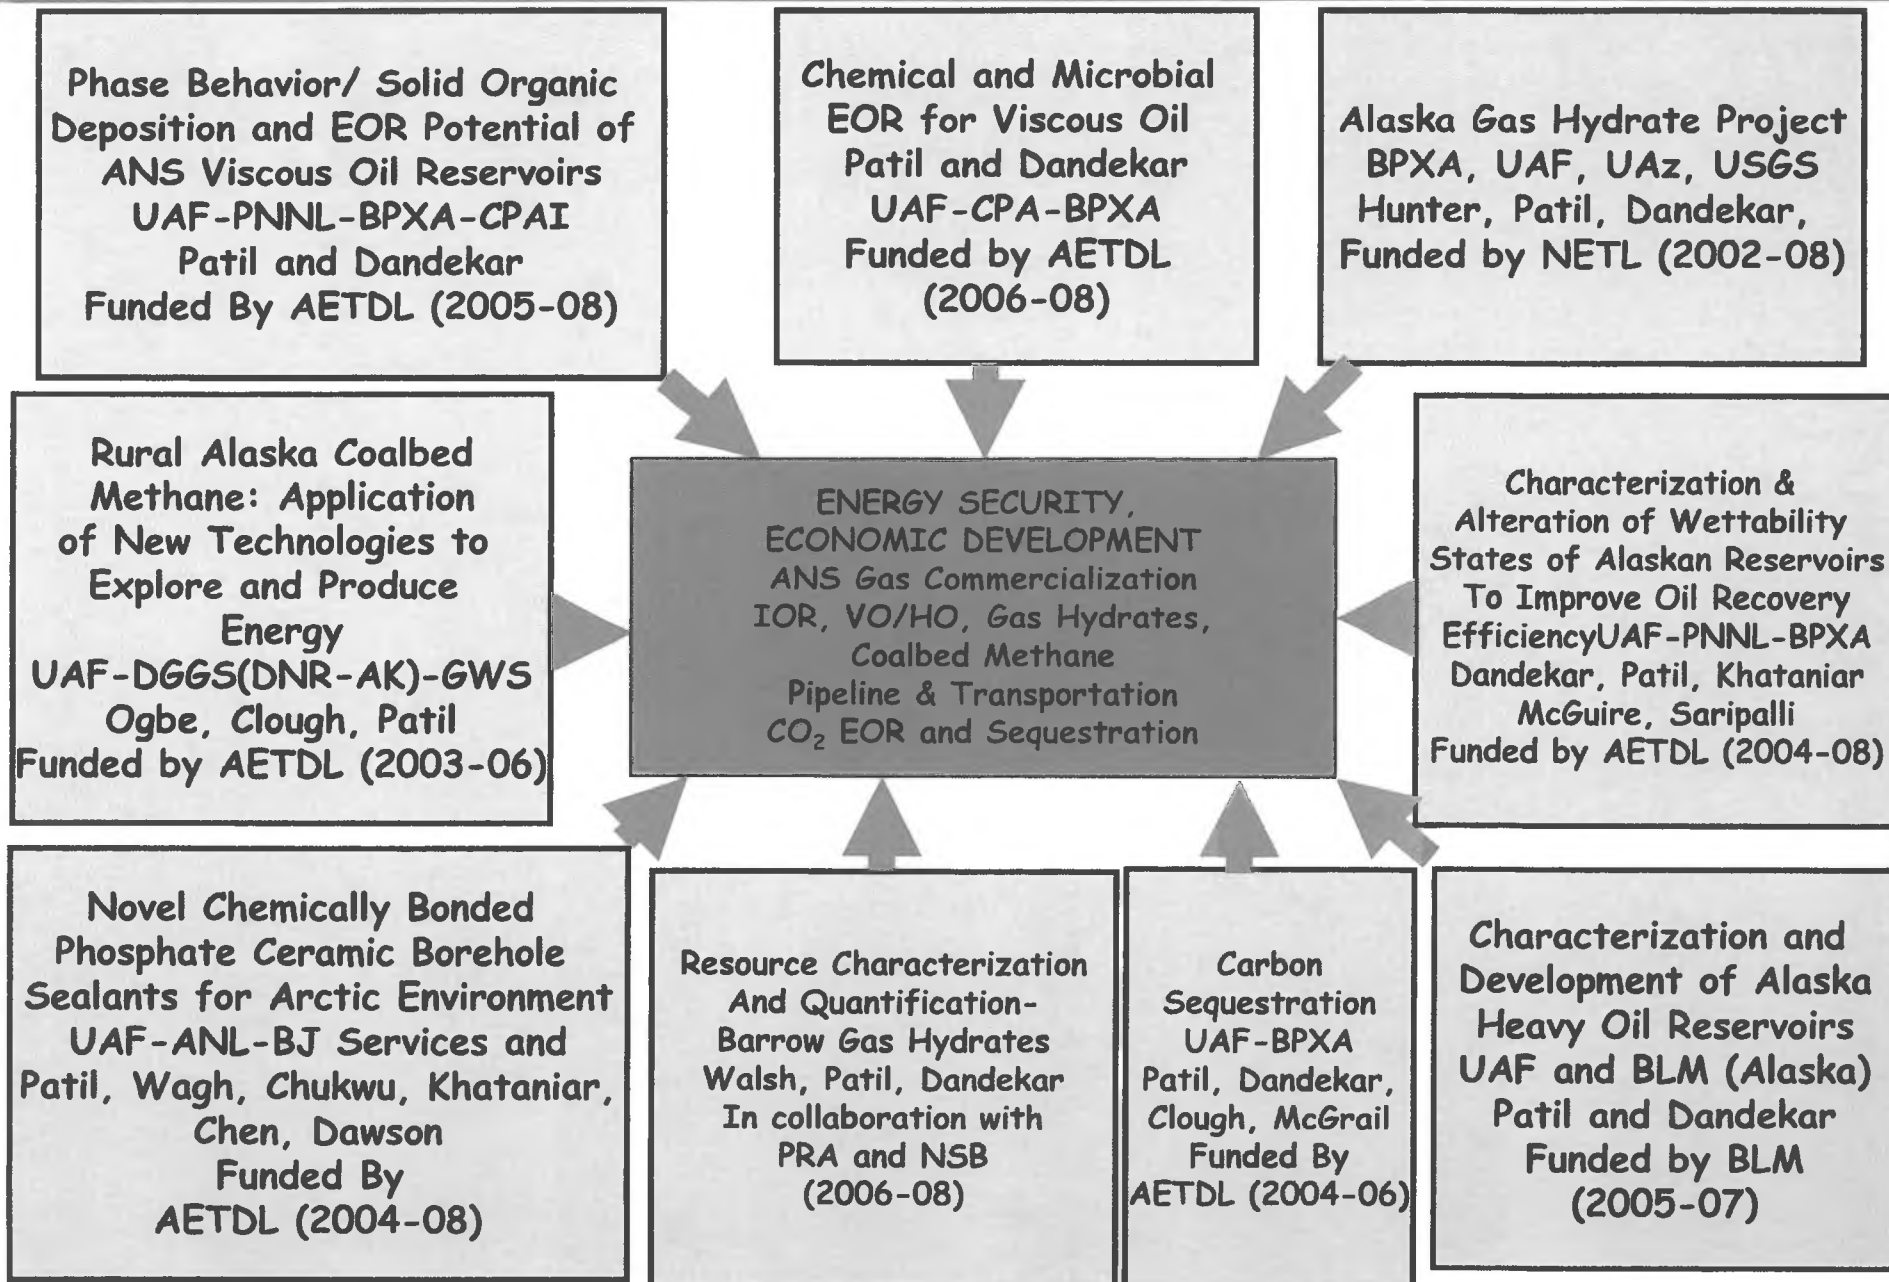 Phase Behavior/ Solid Organic
Deposition and EOR Potential of
ANS Viscous Oil Reservoirs
UAF-PNNL-BPXA-CPAI
Patil and Dandekar
Funded By AETDL (2005-08)
Chemical and Microbial
EOR for Viscous Oil
Patil and Dandekar
UAF-CPA-BPXA
Funded by AETDL
(2006-08)
Alaska Gas Hydrate Project
BPXA, UAF, UAz, USGS
Hunter, Patil, Dandekar,
Funded by NETL (2002-08)
Rural Alaska Coalbed
Methane: Application
of New Technologies to
Explore and Produce
Energy
UAF-DGGS(DNR-AK)-GWS
Ogbe, Clough, Patil
Funded by AETDL (2003-06)
ENERGY SECURITY,
ECONOMIC DEVELOPMENT
ANS Gas Commercialization
IOR, VO/HO, Gas Hydrates,
Coalbed Methane
Pipeline & Transportation
CO₂ EOR and Sequestration
Characterization &
Alteration of Wettability
States of Alaskan Reservoirs
To Improve Oil Recovery
EfficiencyUAF-PNNL-BPXA
Dandekar, Patil, Khataniar
McGuire, Saripalli
Funded by AETDL (2004-08)
Novel Chemically Bonded
Phosphate Ceramic Borehole
Sealants for Arctic Environment
UAF-ANL-BJ Services and
Patil, Wagh, Chukwu, Khataniar,
Chen, Dawson
Funded By
AETDL (2004-08)
Resource Characterization
And Quantification-
Barrow Gas Hydrates
Walsh, Patil, Dandekar
In collaboration with
PRA and NSB
(2006-08)
Carbon
Sequestration
UAF-BPXA
Patil, Dandekar,
Clough, McGrail
Funded By
AETDL (2004-06)
Characterization and
Development of Alaska
Heavy Oil Reservoirs
UAF and BLM (Alaska)
Patil and Dandekar
Funded by BLM
(2005-07)